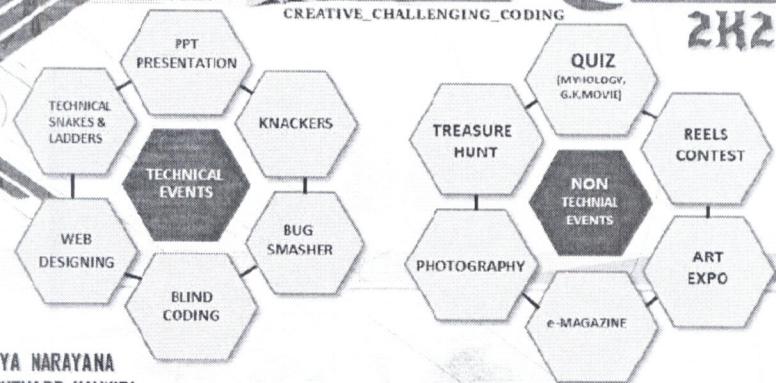 CREATIVE_CHALLENGING_CODING
2K2
PPT
PRESENTATION
TECHNICAL
SNAKES &
LADDERS
KNACKERS
TECHNICAL
EVENTS
WEB
DESIGNING
BUG
SMASHER
BLIND
CODING
QUIZ
[MYHOLOGY,
G.K,MOVIE]
TREASURE
HUNT
REELS
CONTEST
NON
TECHNIAL
EVENTS
PHOTOGRAPHY
ART
EXPO
e-MAGAZINE
YA NARAYANA